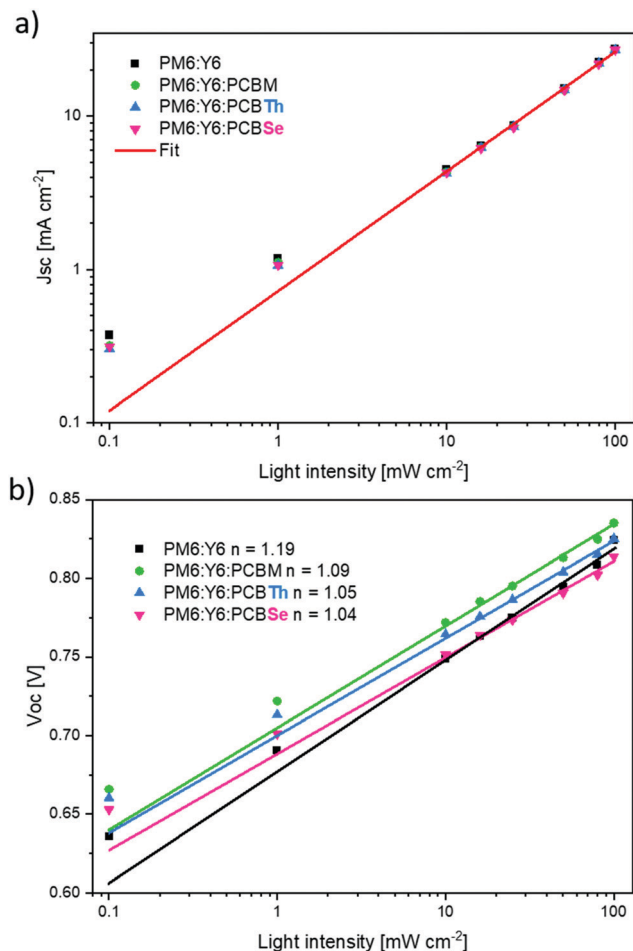 a)
PM6:Y6
PM6:Y6:PCBM
PM6:Y6:PCBTh
PM6:Y6:PCBSe
Fit
Jsc [mA cm-2]
10
1
0.1
0.1 1 10 100
Light intensity [mW cm-2]
b)
PM6:Y6 n = 1.19
PM6:Y6:PCBM n = 1.09
PM6:Y6:PCBTh n = 1.05
PM6:Y6:PCBSe n = 1.04
Voc [V]
0.85
0.80
0.75
0.70
0.65
0.60
0.1 1 10 100
Light intensity [mW cm-2]